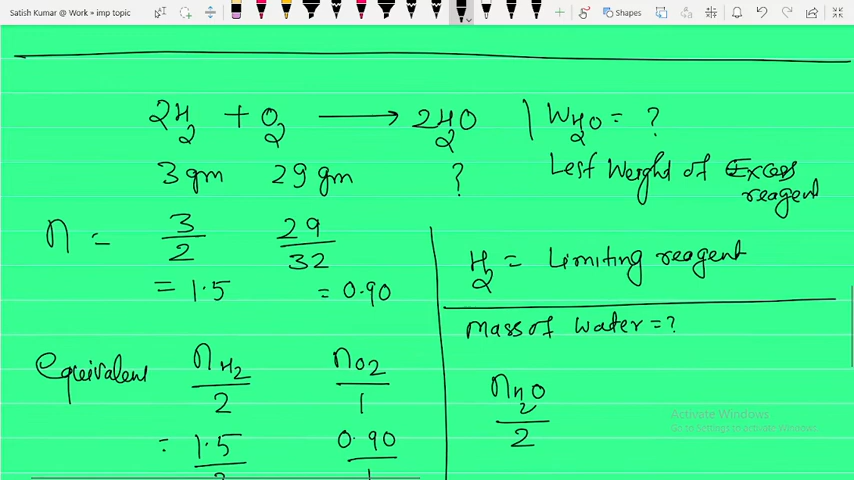 Satish Kumar @ Work + imp topic
Shapes
2H2 + O2 → 2H2O | WH2O = ?
3 gm 29 gm ?
Left Weight of Excess
reagent
n = 3/2 29/32
= 1.5 = 0.90
H2 = Limiting reagent
Mass of water = ?
equivalent nH2/2 nO2/1
= 1.5/2 0.90/1
nH2O/2
Activate Windows
Go to Settings to activate Windows.